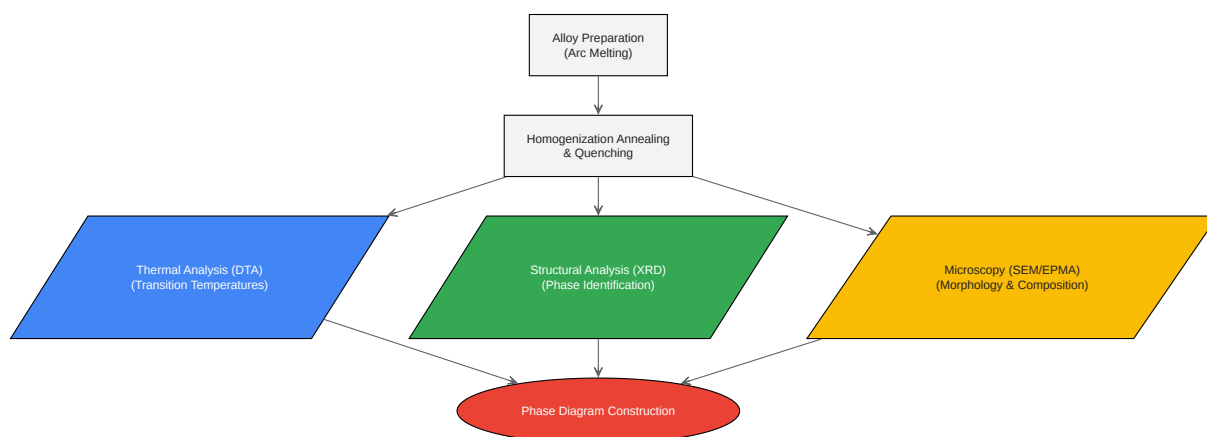 Alloy Preparation
(Arc Melting)
Homogenization Annealing
& Quenching
Thermal Analysis (DTA)
(Transition Temperatures)
Structural Analysis (XRD)
(Phase Identification)
Microscopy (SEM/EPMA)
(Morphology & Composition)
Phase Diagram Construction